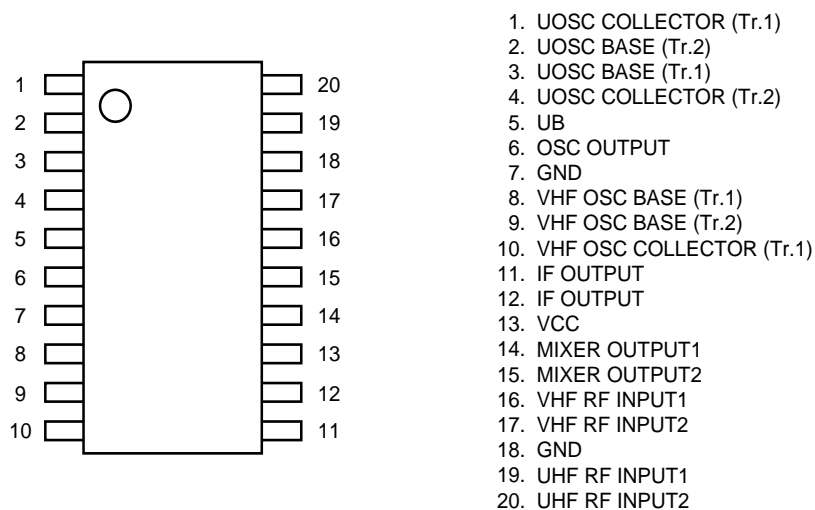 1 20
2 19
3 18
4 17
5 16
6 15
7 14
8 13
9 12
10 11
1. UOSC COLLECTOR (Tr.1)
2. UOSC BASE (Tr.2)
3. UOSC BASE (Tr.1)
4. UOSC COLLECTOR (Tr.2)
5. UB
6. OSC OUTPUT
7. GND
8. VHF OSC BASE (Tr.1)
9. VHF OSC BASE (Tr.2)
10. VHF OSC COLLECTOR (Tr.1)
11. IF OUTPUT
12. IF OUTPUT
13. VCC
14. MIXER OUTPUT1
15. MIXER OUTPUT2
16. VHF RF INPUT1
17. VHF RF INPUT2
18. GND
19. UHF RF INPUT1
20. UHF RF INPUT2